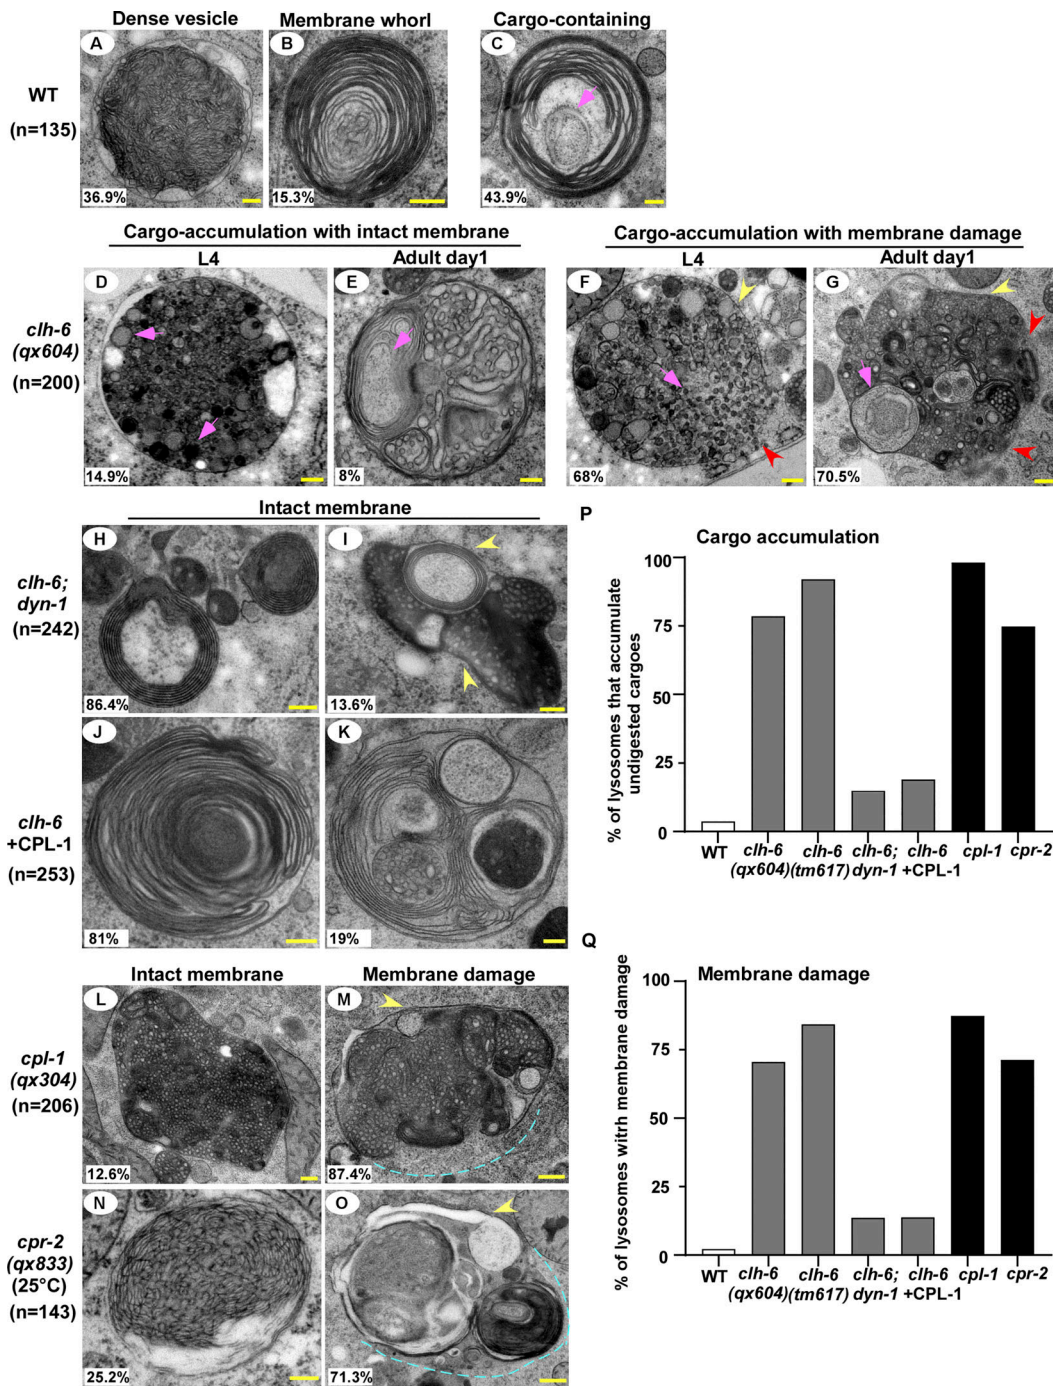 Dense vesicle Membrane whorl Cargo-containing
A B C
WT
(n=135)
36.9% 15.3% 43.9%
Cargo-accumulation with intact membrane Cargo-accumulation with membrane damage
L4 Adult day1 L4 Adult day1
D E F G
clh-6
(qx604)
(n=200)
14.9% 8% 68% 70.5%
Intact membrane
H I
clh-6;
dyn-1
(n=242)
86.4% 13.6%
J K
clh-6
+CPL-1
(n=253)
81% 19%
Intact membrane Membrane damage
L M
cpl-1
(qx304)
(n=206)
12.6% 87.4%
N O
cpr-2
(qx833)
(25°C)
(n=143)
25.2% 71.3%
P
Cargo accumulation
% of lysosomes that accumulate
undigested cargoes
100
75
50
25
0
WT clh-6 clh-6 clh-6; clh-6 cpl-1 cpr-2
(qx604) (tm617) dyn-1 +CPL-1
Q
Membrane damage
% of lysosomes witrh membrane damage
100
75
50
25
0
WT clh-6 clh-6 clh-6; clh-6 cpl-1 cpr-2
(qx604) (tm617) dyn-1 +CPL-1